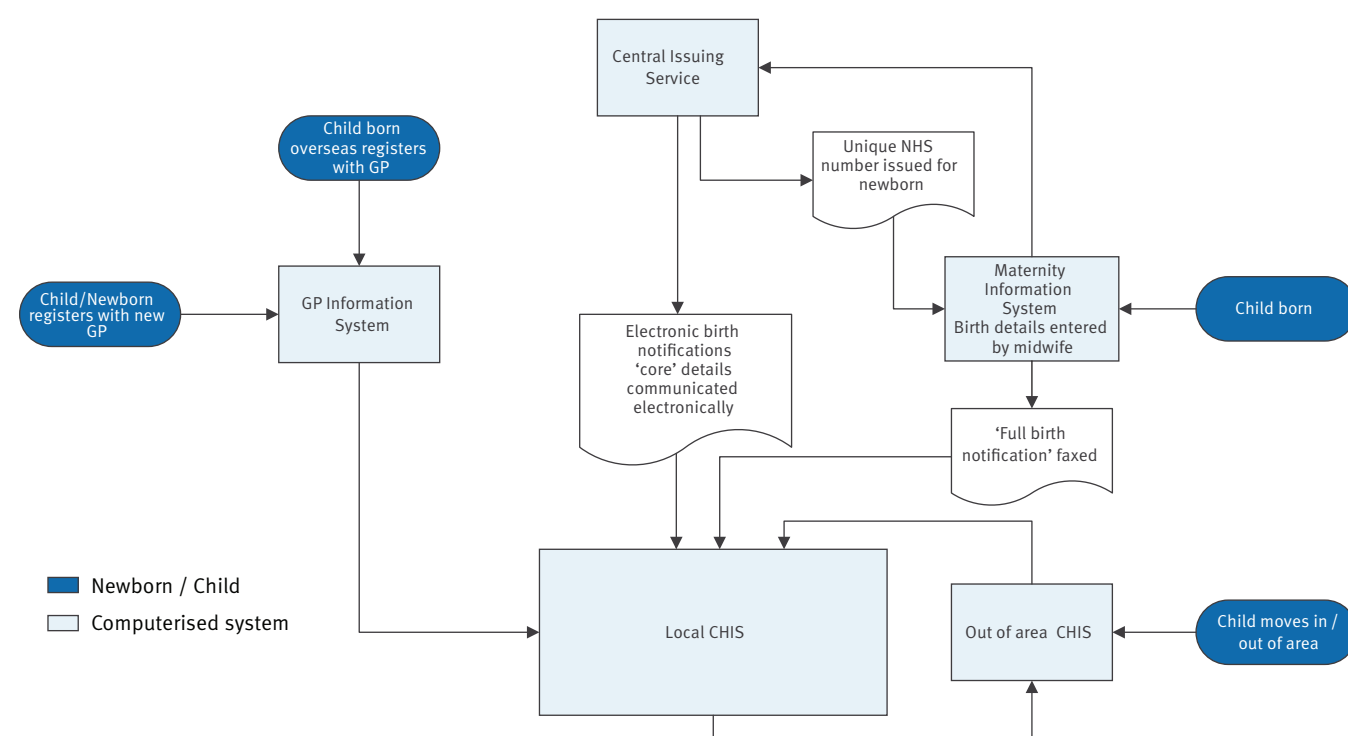 Central Issuing
Service
Child born
overseas registers
with GP
Unique NHS
number issued for
newborn
Child/Newborn
registers with new
GP
GP Information
System
Maternity
Information
System
Birth details entered
by midwife
Child born
Electronic birth
notifications
‘core’ details
communicated
electronically
‘Full birth
notification’ faxed
Newborn / Child
Computerised system
Local CHIS
Out of area CHIS
Child moves in /
out of area